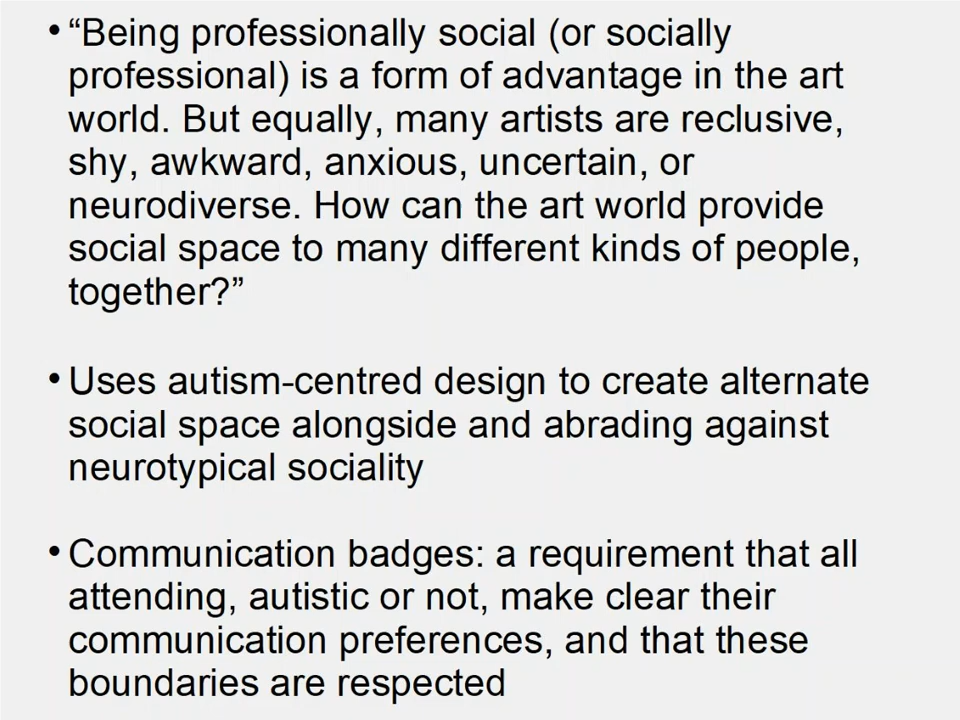 • “Being professionally social (or socially
professional) is a form of advantage in the art
world. But equally, many artists are reclusive,
shy, awkward, anxious, uncertain, or
neurodiverse. How can the art world provide
social space to many different kinds of people,
together?”
• Uses autism-centred design to create alternate
social space alongside and abrading against
neurotypical sociality
• Communication badges: a requirement that all
attending, autistic or not, make clear their
communication preferences, and that these
boundaries are respected